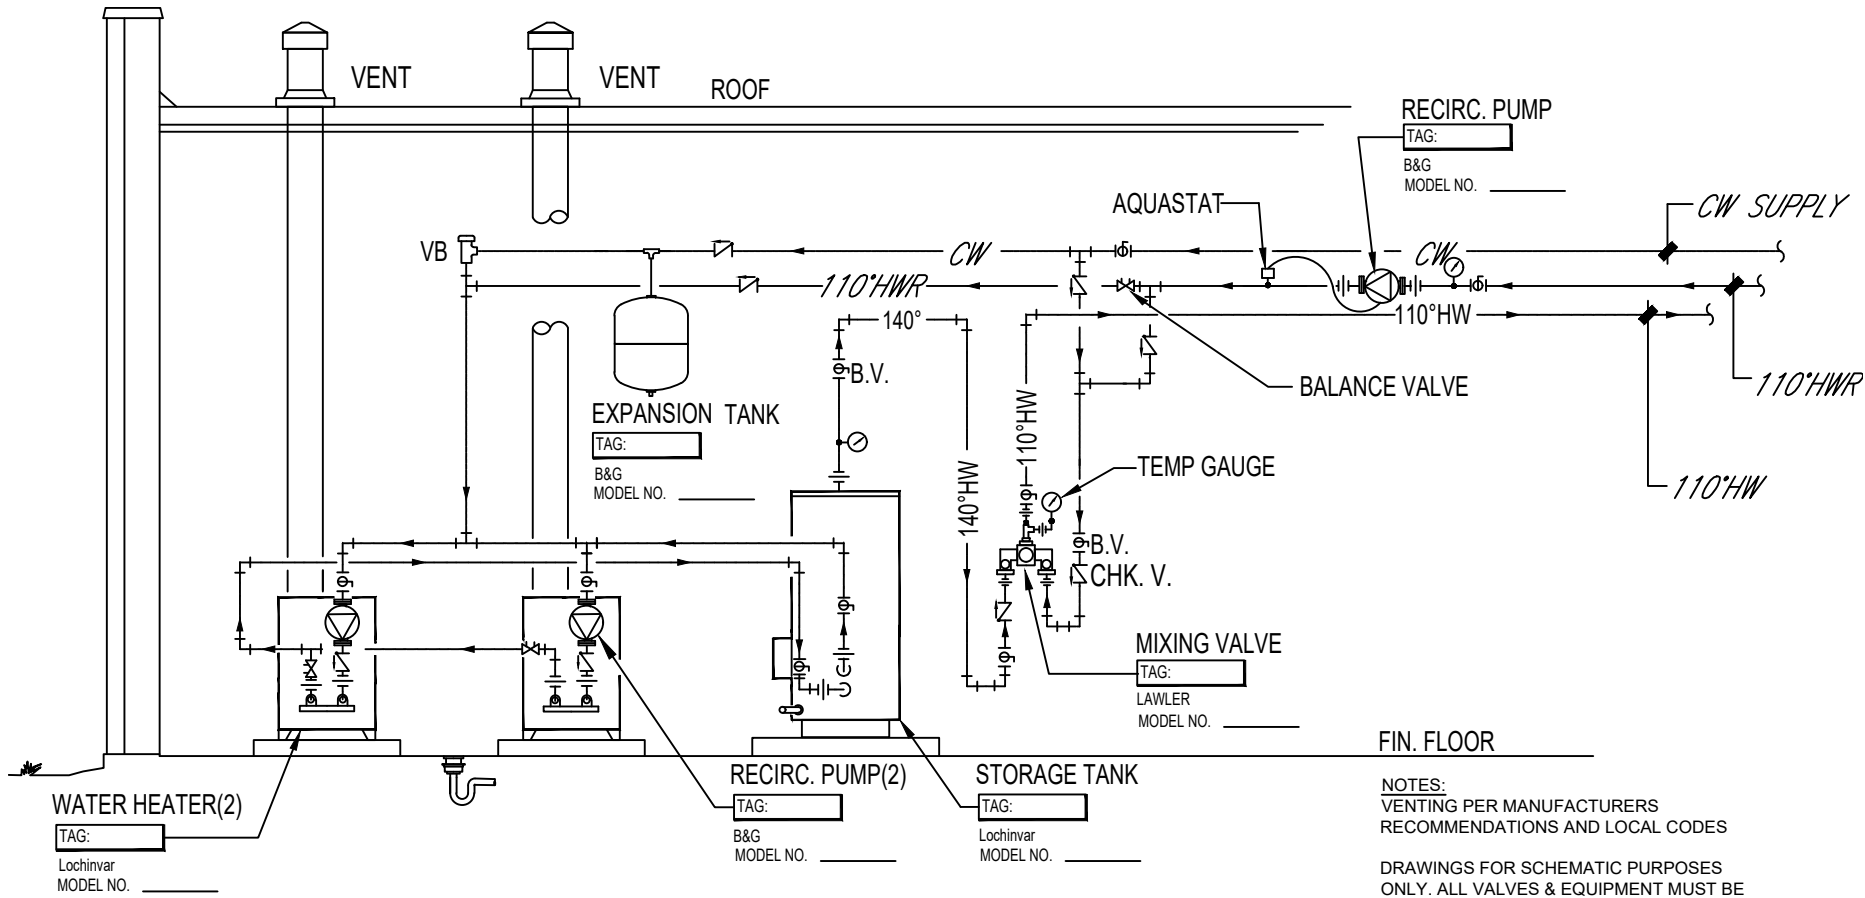 VENT
VENT
ROOF
RECIRC. PUMP
TAG:
B&G
MODEL NO.
AQUASTAT
CW SUPPLY
VB
CW
CW
110°HWR
140°
110°HW
B.V.
BALANCE VALVE
110°HWR
EXPANSION TANK
TAG:
B&G
MODEL NO.
110°HW
TEMP GAUGE
110°HW
140°HW
B.V.
CHK. V.
MIXING VALVE
TAG:
LAWLER
MODEL NO.
FIN. FLOOR
WATER HEATER(2)
TAG:
Lochinvar
MODEL NO.
RECIRC. PUMP(2)
TAG:
B&G
MODEL NO.
STORAGE TANK
TAG:
Lochinvar
MODEL NO.
NOTES:
VENTING PER MANUFACTURERS
RECOMMENDATIONS AND LOCAL CODES
DRAWINGS FOR SCHEMATIC PURPOSES
ONLY. ALL VALVES & EQUIPMENT MUST BE